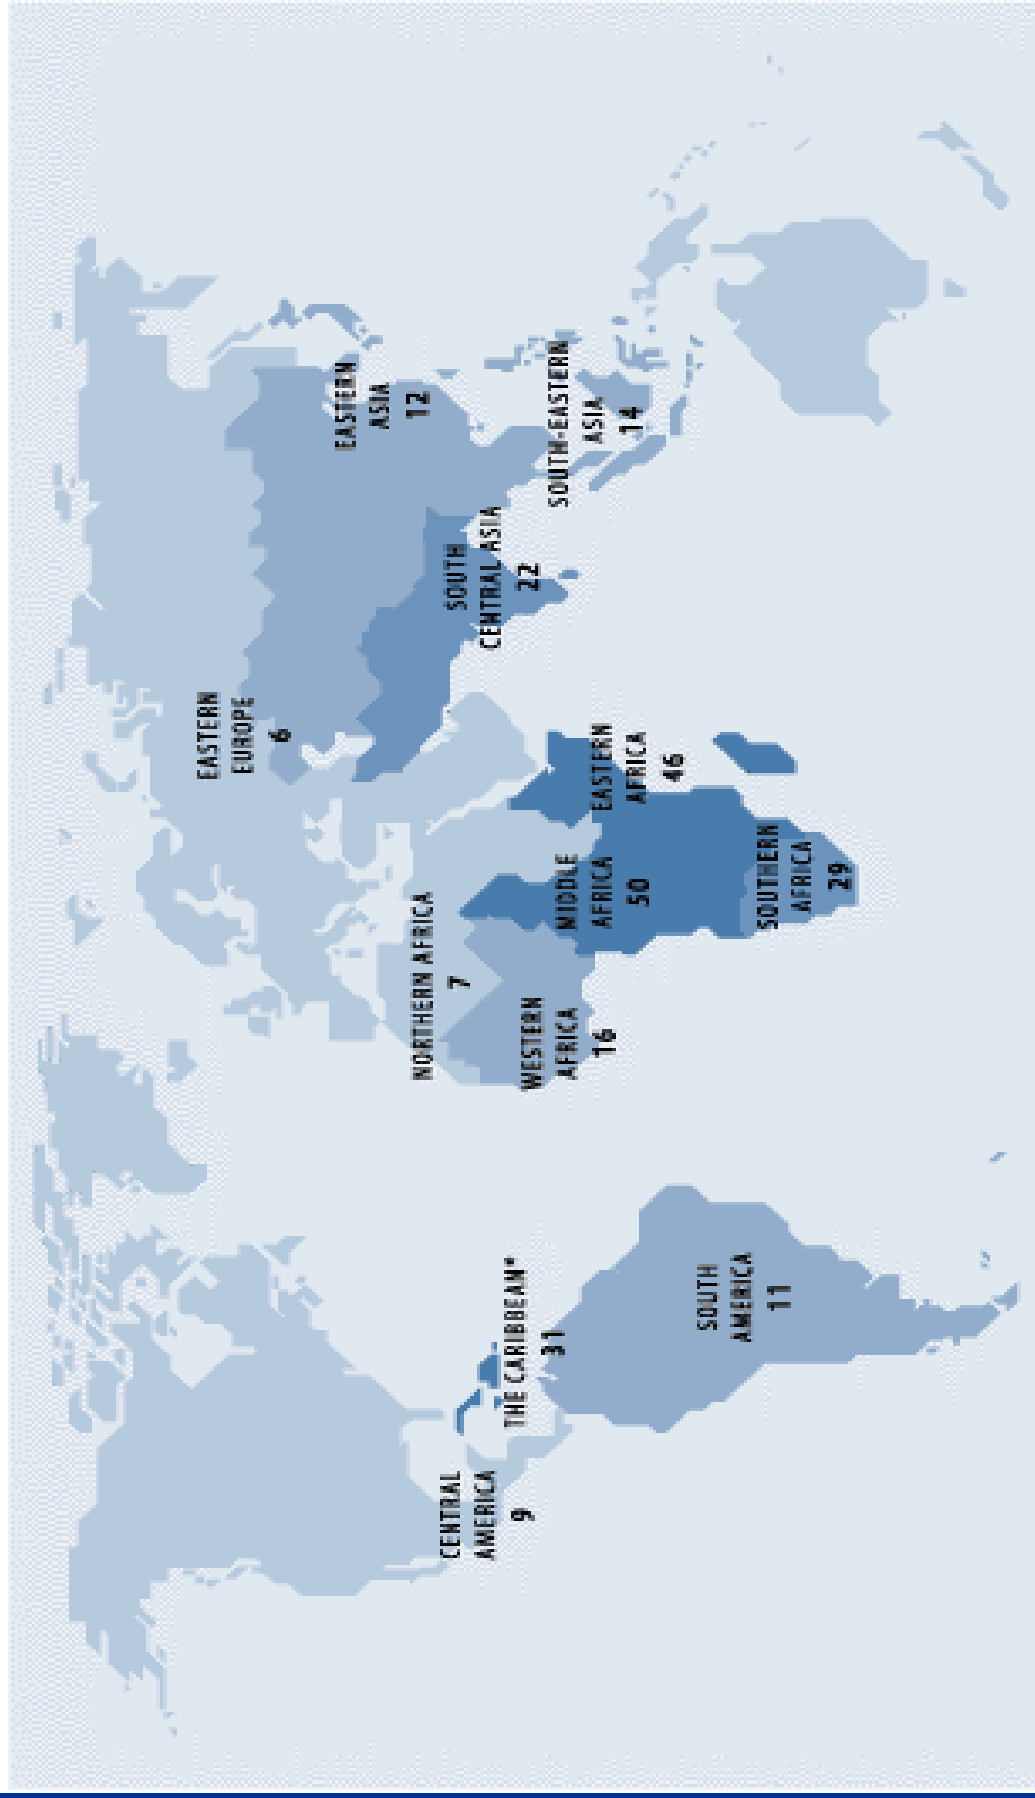 EASTERN
EUROPE
6
EASTERN
ASIA
12
NORTHERN AFRICA
7
SOUTH
CENTRAL ASIA
22
CENTRAL
AMERICA
9
THE CARIBBEAN*
31
WESTERN
AFRICA
16
MIDDLE
AFRICA
50
EASTERN
AFRICA
46
SOUTH-EASTERN
ASIA
14
SOUTH
AMERICA
11
SOUTHERN
AFRICA
29